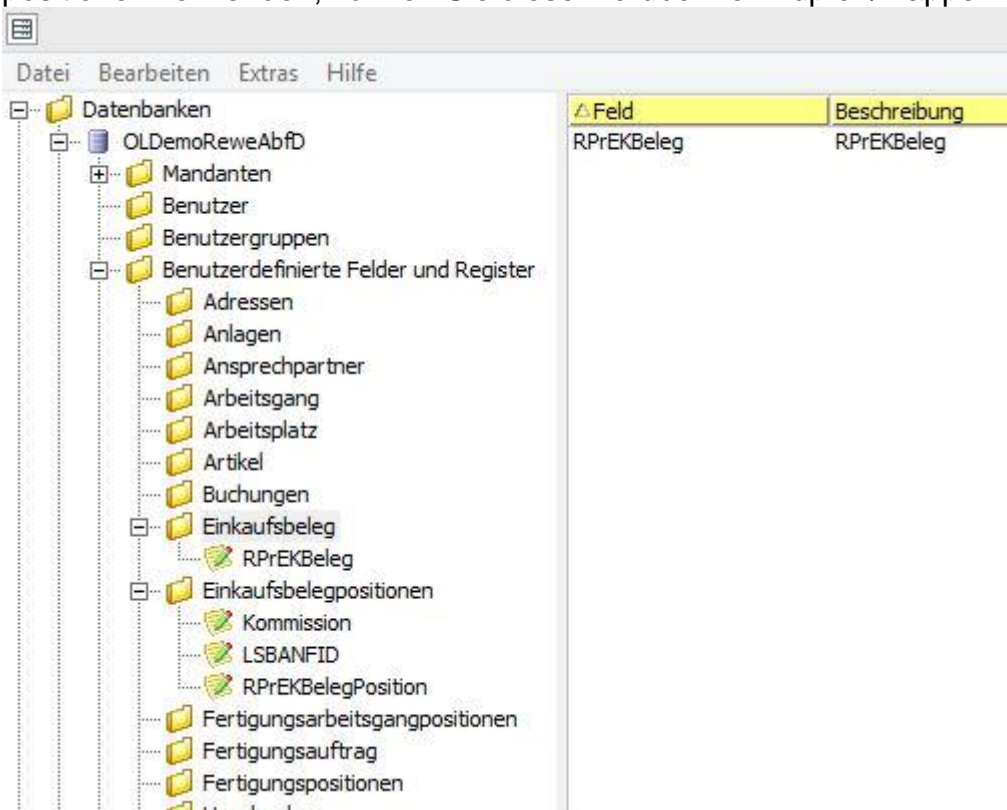 Datei Bearbeiten Extras Hilfe
Datenbanken
OLDemoReweAbfD
Mandanten
Benutzer
Benutzergruppen
Benutzerdefinierte Felder und Register
Adressen
Anlagen
Ansprechpartner
Arbeitsgang
Arbeitsplatz
Artikel
Buchungen
Einkaufsbeleg
RPrEKBeleg
Einkaufsbelegpositionen
Kommission
LSBANFID
RPrEKBelegPosition
Fertigungsarbeitsgangpositionen
Fertigungsauftrag
Fertigungspositionen
Feld Beschreibung
RPrEKBeleg RPrEKBeleg